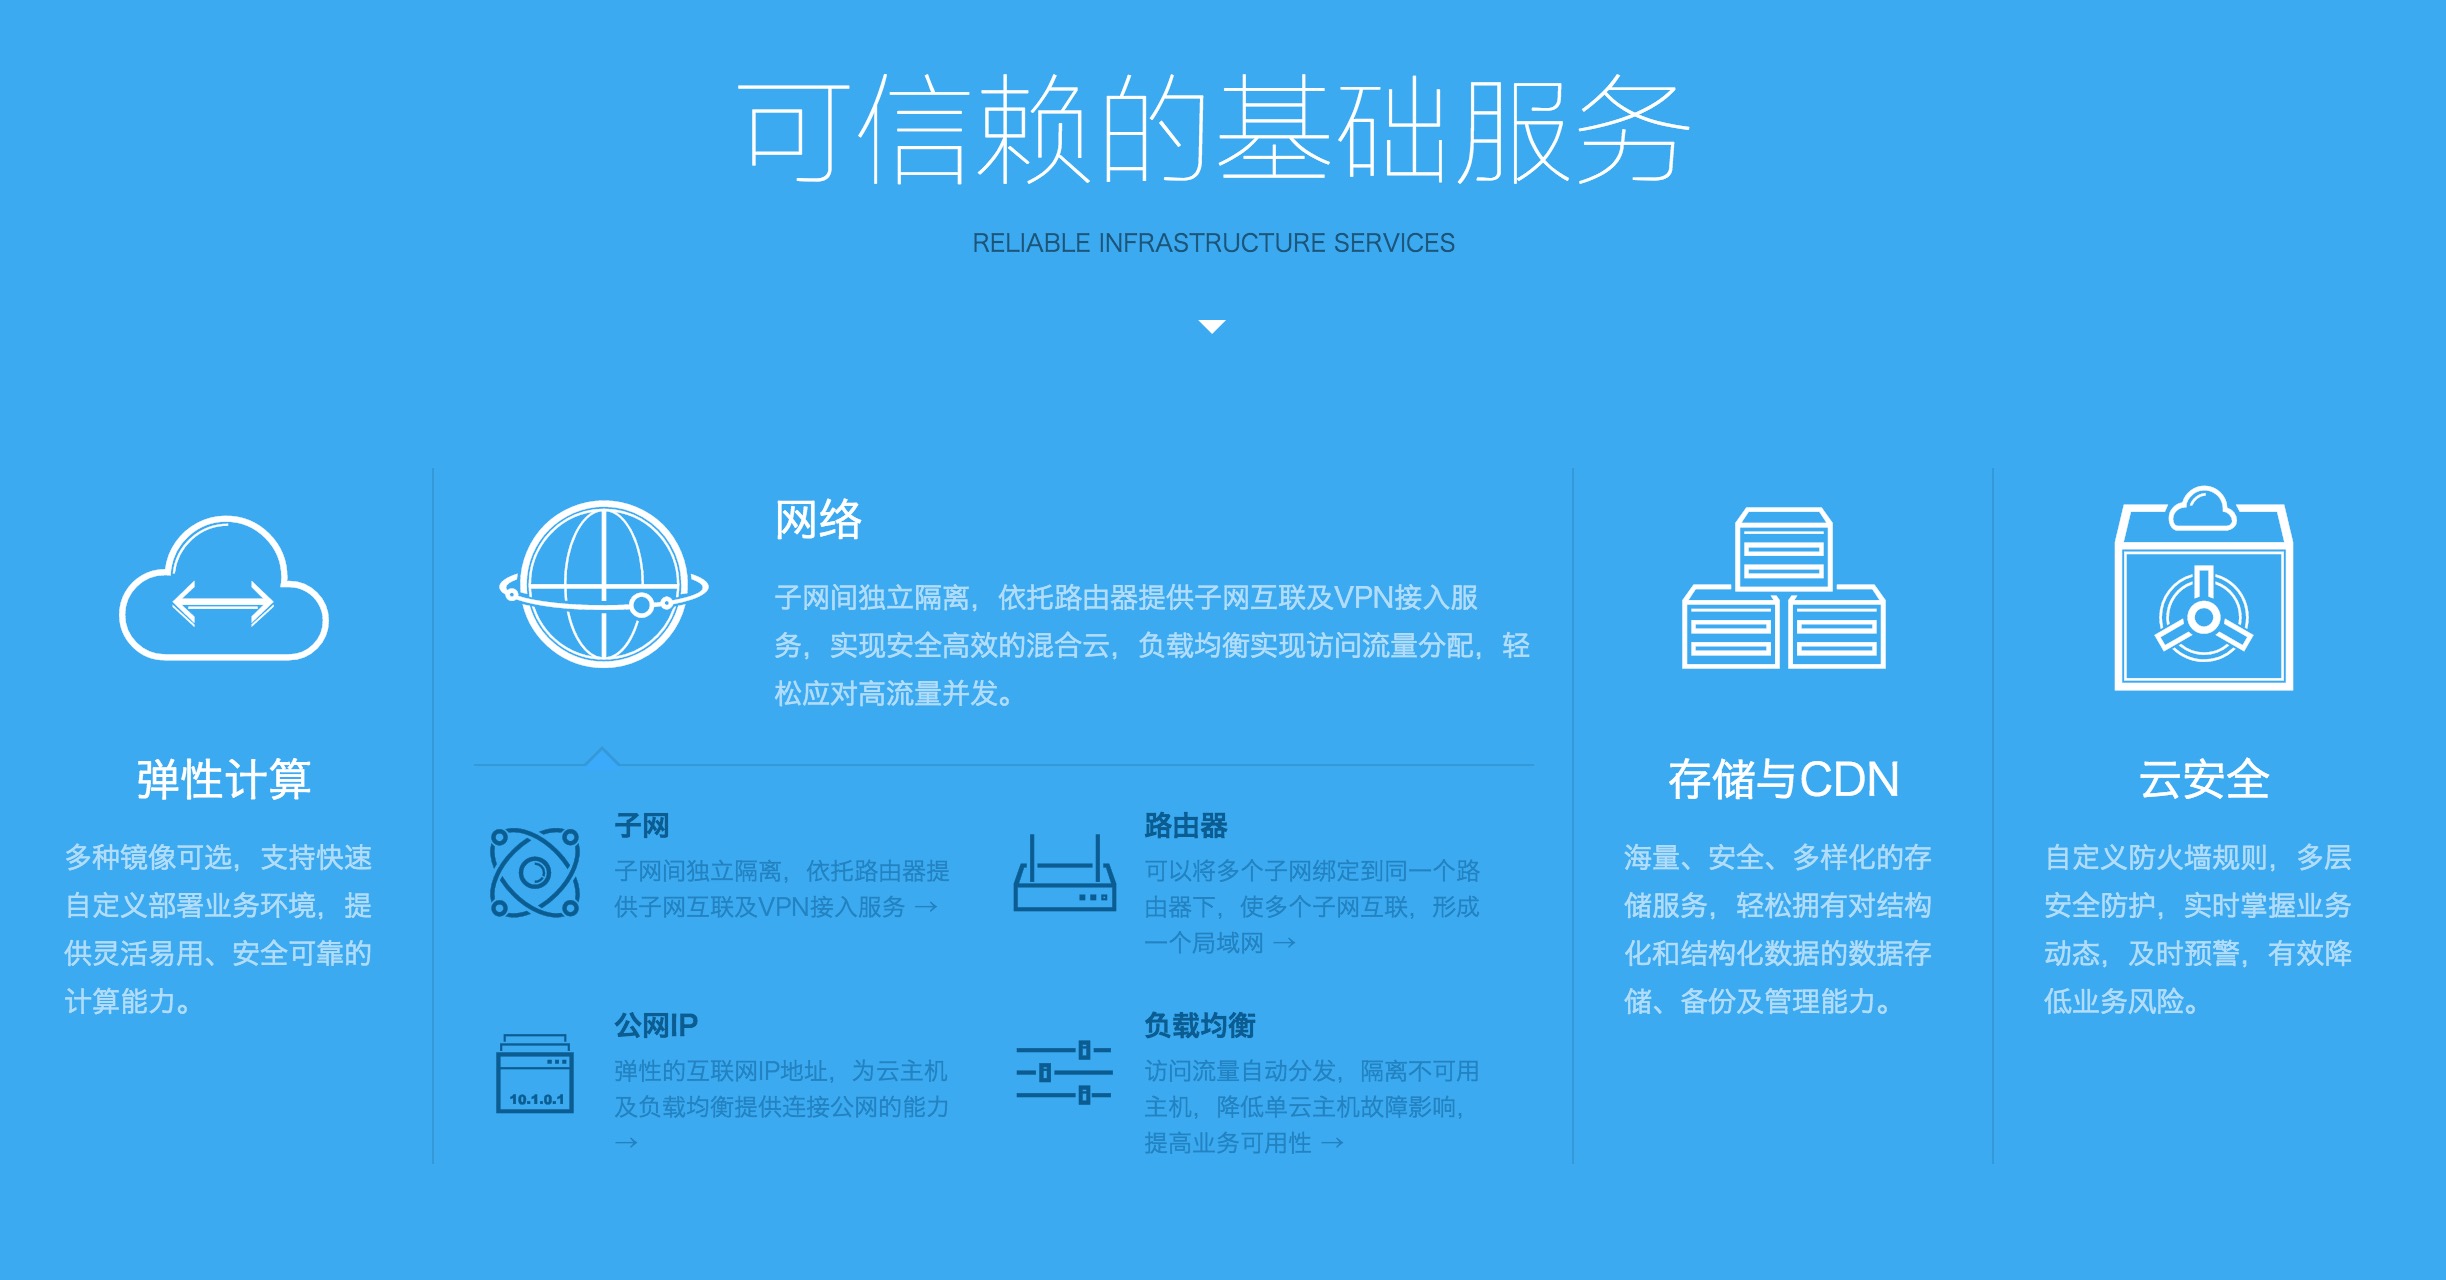 可信赖的基础服务
RELIABLE INFRASTRUCTURE SERVICES
弹性计算
多种镜像可选，支持快速
自定义部署业务环境，提
供灵活易用、安全可靠的
计算能力。
网络
子网间独立隔离，依托路由器提供子网互联及VPN接入服
务，实现安全高效的混合云，负载均衡实现访问流量分配，轻
松应对高流量并发。
子网
子网间独立隔离，依托路由器提
供子网互联及VPN接入服务 →
路由器
可以将多个子网绑定到同一个路
由器下，使多个子网互联，形成
一个局域网 →
10.1.0.1
公网IP
弹性的互联网IP地址，为云主机
及负载均衡提供连接公网的能力
→
负载均衡
访问流量自动分发，隔离不可用
主机，降低单云主机故障影响，
提高业务可用性 →
存储与CDN
海量、安全、多样化的存
储服务，轻松拥有对结构
化和结构化数据的数据存
储、备份及管理能力。
云安全
自定义防火墙规则，多层
安全防护，实时掌握业务
动态，及时预警，有效降
低业务风险。